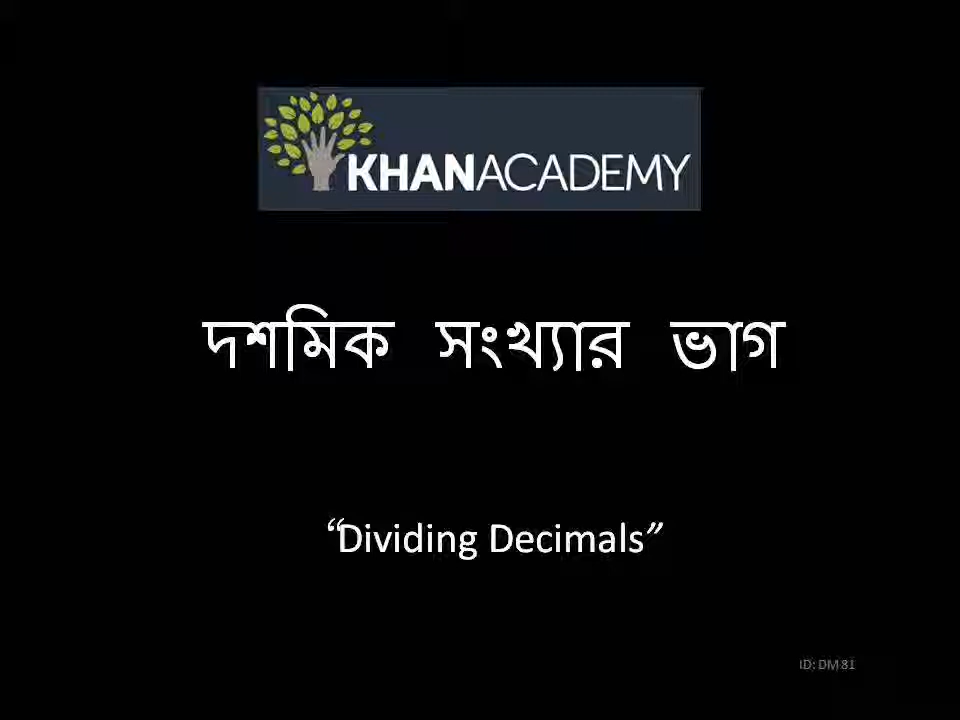 KHANACADEMY
দশমিক সংখ্যার ভাগ
“Dividing Decimals”
ID: DM 81